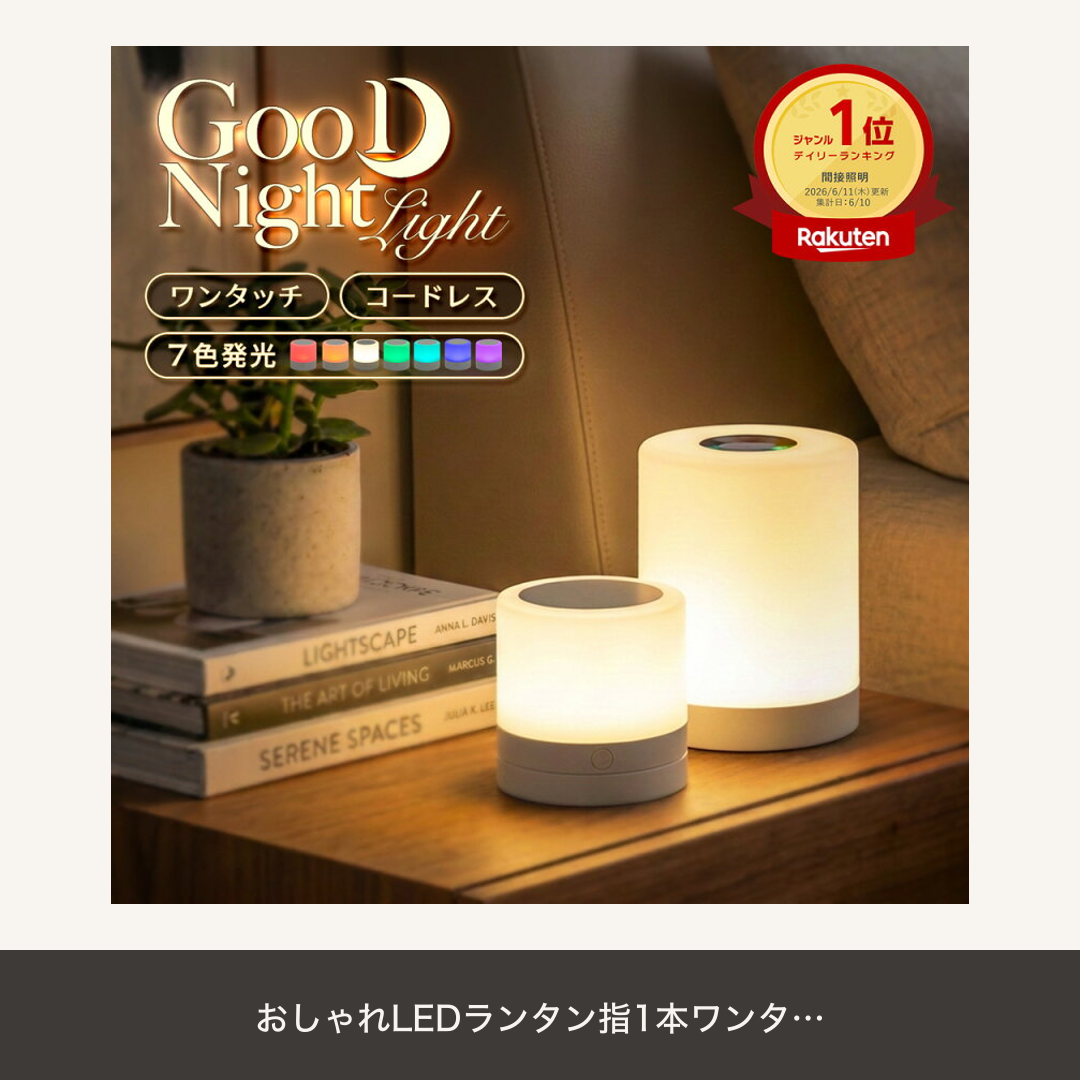 GooD
Night Light
ワンタッチ
コードレス
7色発光
ジャンル1位
デイリーランキング
間接照明
2026/6/11(木)更新
集計日:6/10
Rakuten
LIGHTSCAPE ANNA L. DAVIS
THE ART OF LIVING MARCUS G.
SERENE SPACES JULIA K. LEE
おしゃれLEDランタン指1本ワンタ…